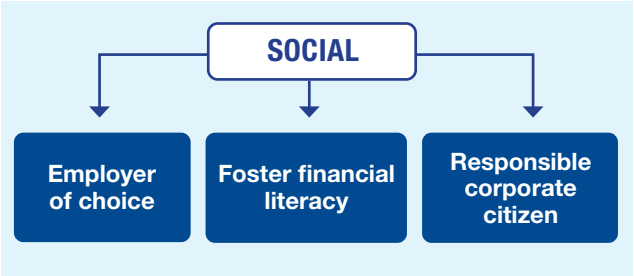 SOCIAL
Employer
of choice
Foster financial
literacy
Responsible
corporate
citizen